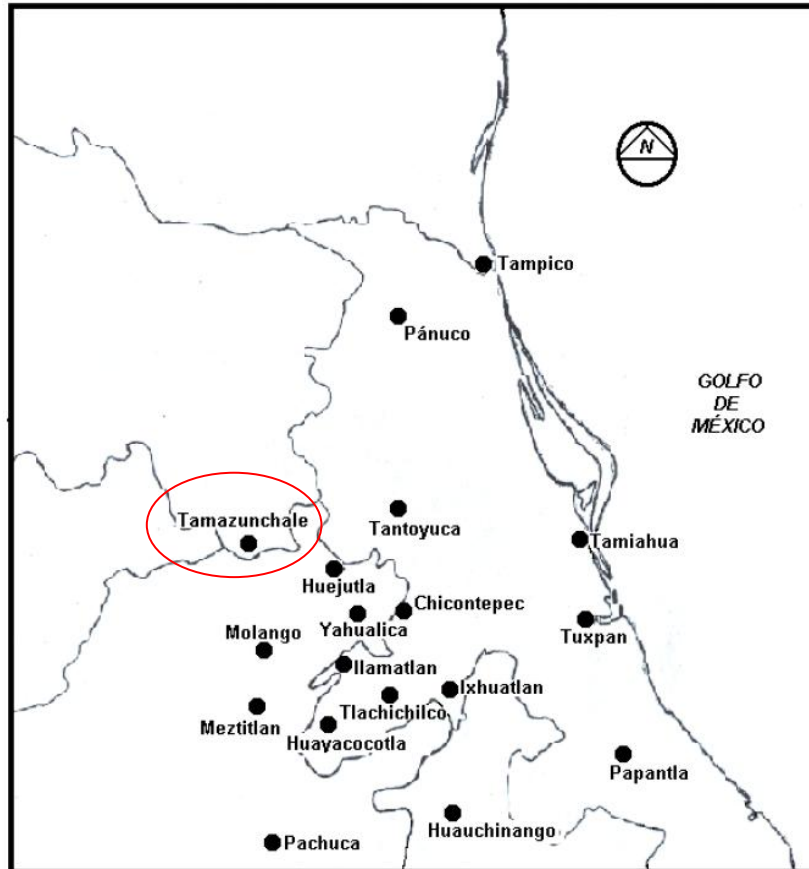 N
Tampico
Pánuco
GOLFO
DE
MÉXICO
Tamazunchale
Tantoyuca
Tamiahua
Huejutla
Chicontepec
Yahualica
Tuxpan
Molango
Ilamatlan
Ixhuatlan
Tlachichilco
Meztitlan
Huayacocotla
Papantla
Huauchinango
Pachuca